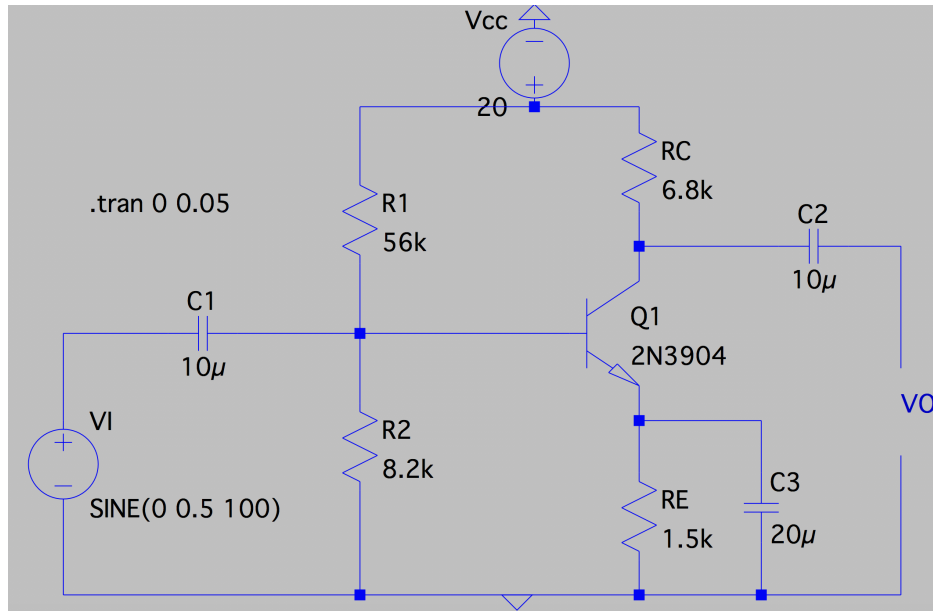 Vcc
20
RC
6.8k
.tran 0 0.05
R1
56k
C2
10µ
C1
10µ
Q1
2N3904
VI
SINE(0 0.5 100)
R2
8.2k
VO
RE
1.5k
C3
20µ